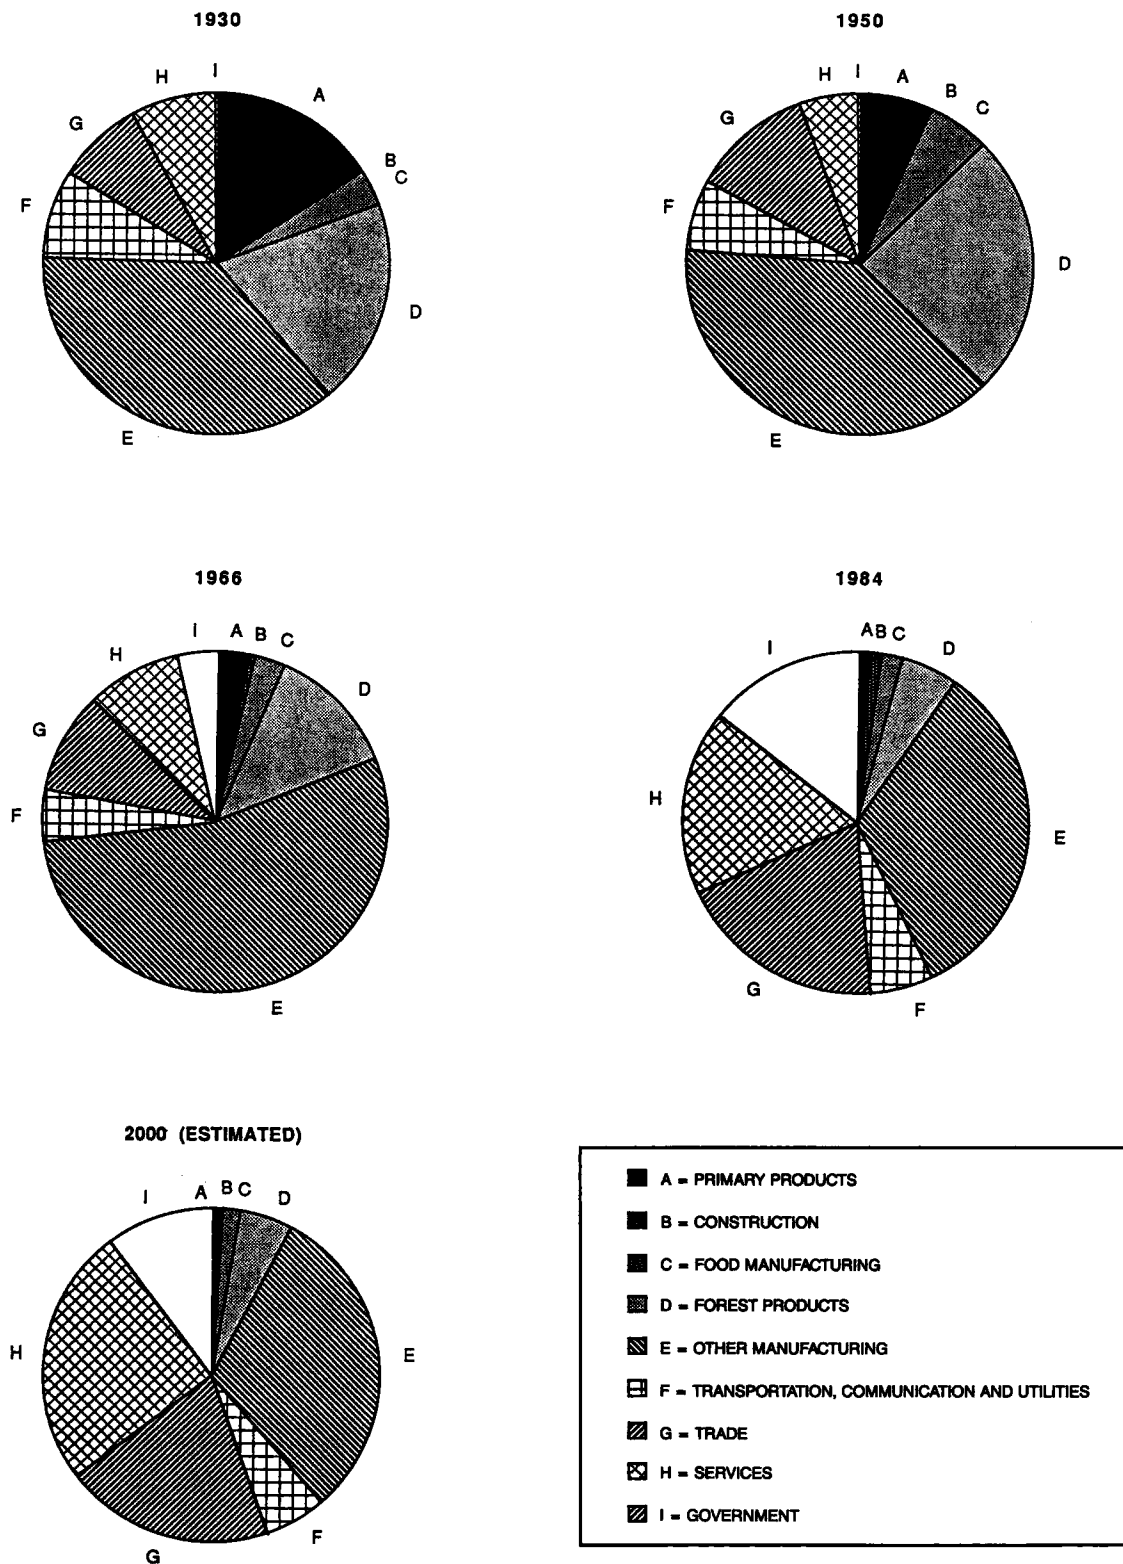 1930
H I A
G B
C
F
D
E
1950
H I A B
C
G
F
D
E
1966
I A B C
H
D
G
F
E
1984
I A B C D
H
E
G
F
2000 (ESTIMATED)
I A B C D
H
E
F
G
A = PRIMARY PRODUCTS
B = CONSTRUCTION
C = FOOD MANUFACTURING
D = FOREST PRODUCTS
E = OTHER MANUFACTURING
F = TRANSPORTATION, COMMUNICATION AND UTILITIES
G = TRADE
H = SERVICES
I = GOVERNMENT